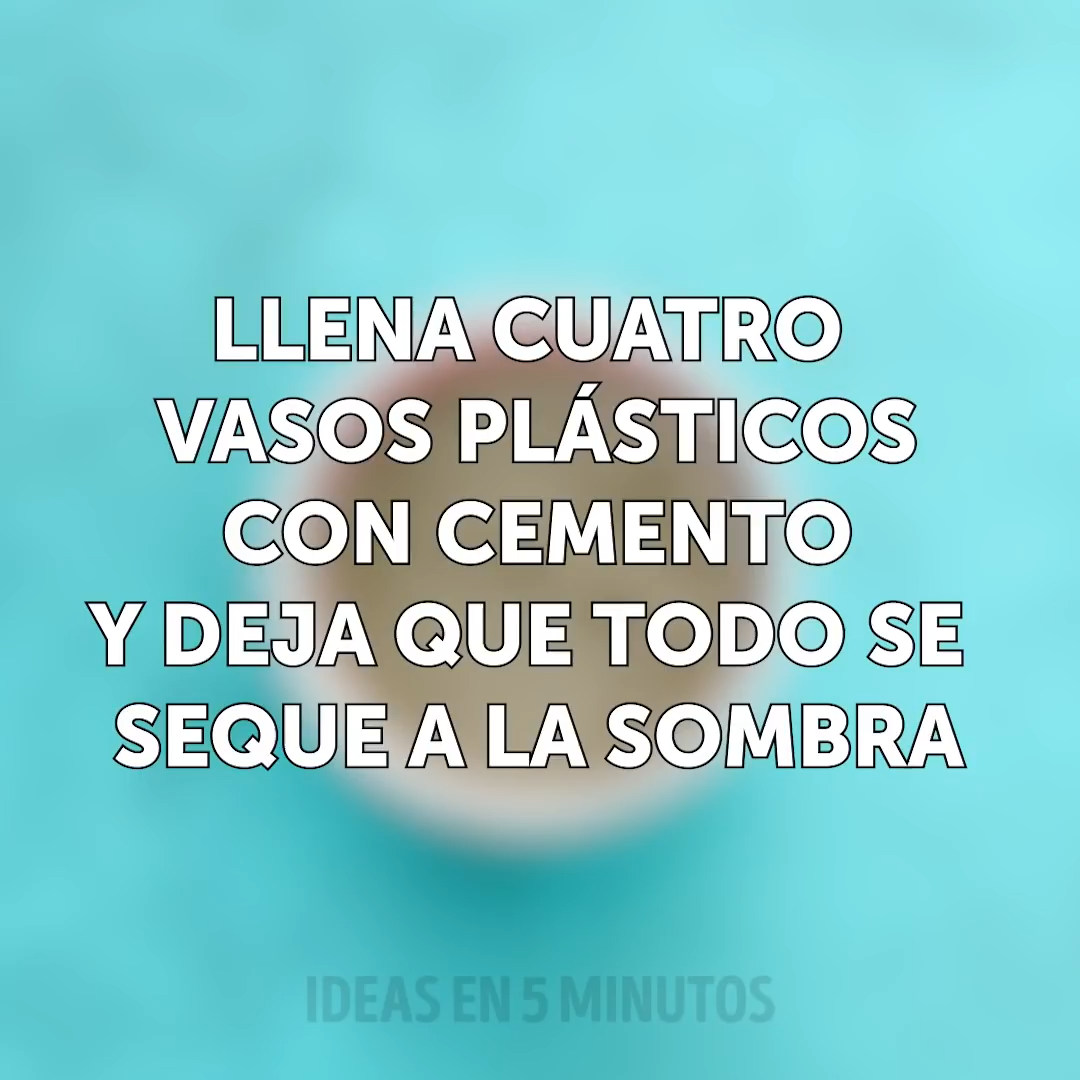 LLENA CUATRO
VASOS PLÁSTICOS
CON CEMENTO
Y DEJA QUE TODO SE
SEQUE A LA SOMBRA
IDEAS EN 5 MINUTOS